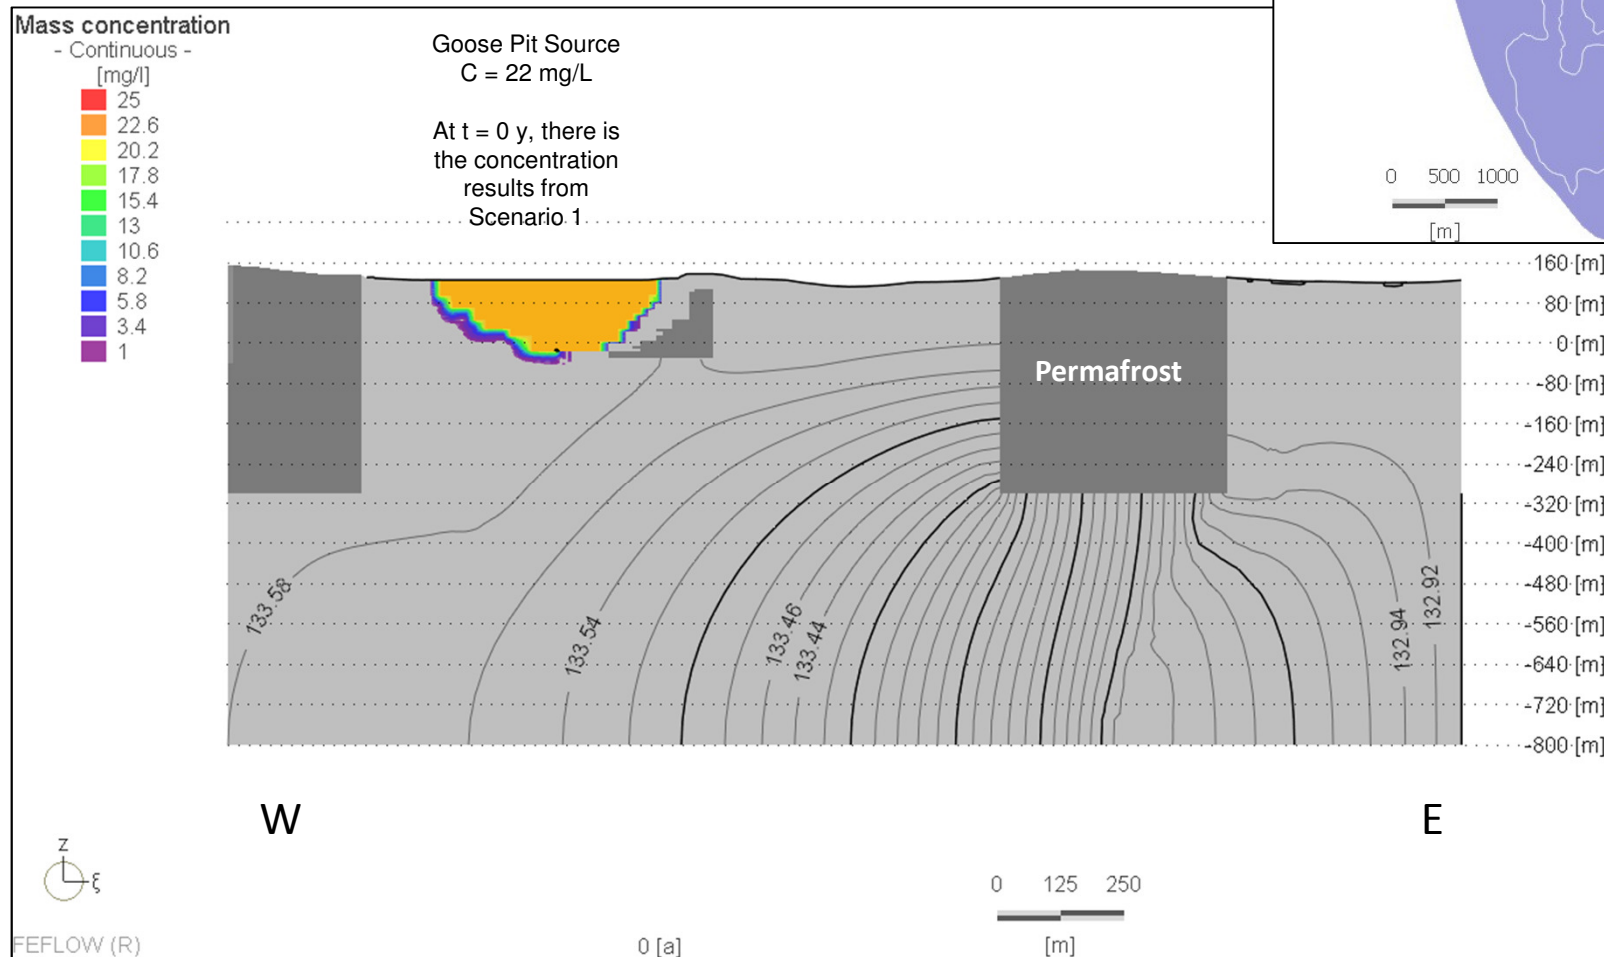 Mass concentration
- Continuous -
[mg/l]
25
22.6
20.2
17.8
15.4
13
10.6
8.2
5.8
3.4
1
Goose Pit Source
C = 22 mg/L
At t = 0 y, there is
the concentration
results from
Scenario 1
0 500 1000
[m]
160 [m]
80 [m]
0 [m]
-80 [m]
-160 [m]
-240 [m]
-320 [m]
-400 [m]
-480 [m]
-560 [m]
-640 [m]
-720 [m]
-800 [m]
Permafrost
133.58
133.54
133.46
133.44
132.94
132.92
W
E
z
ξ
0 125 250
[m]
FEFLOW (R)
0 [a]